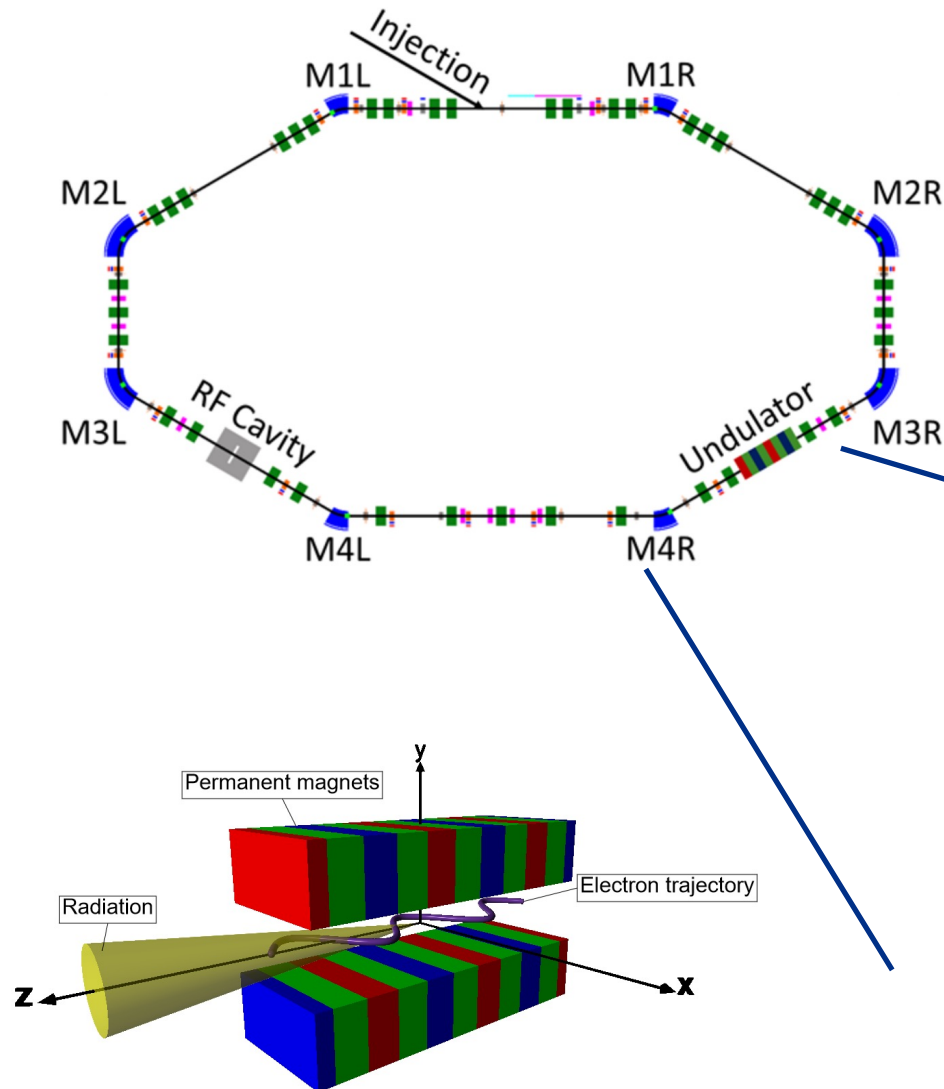 Injection
M1L
M1R
M2L
M2R
RF Cavity
Undulator
M3L
M3R
M4L
M4R
y
Permanent magnets
Electron trajectory
Radiation
z
x